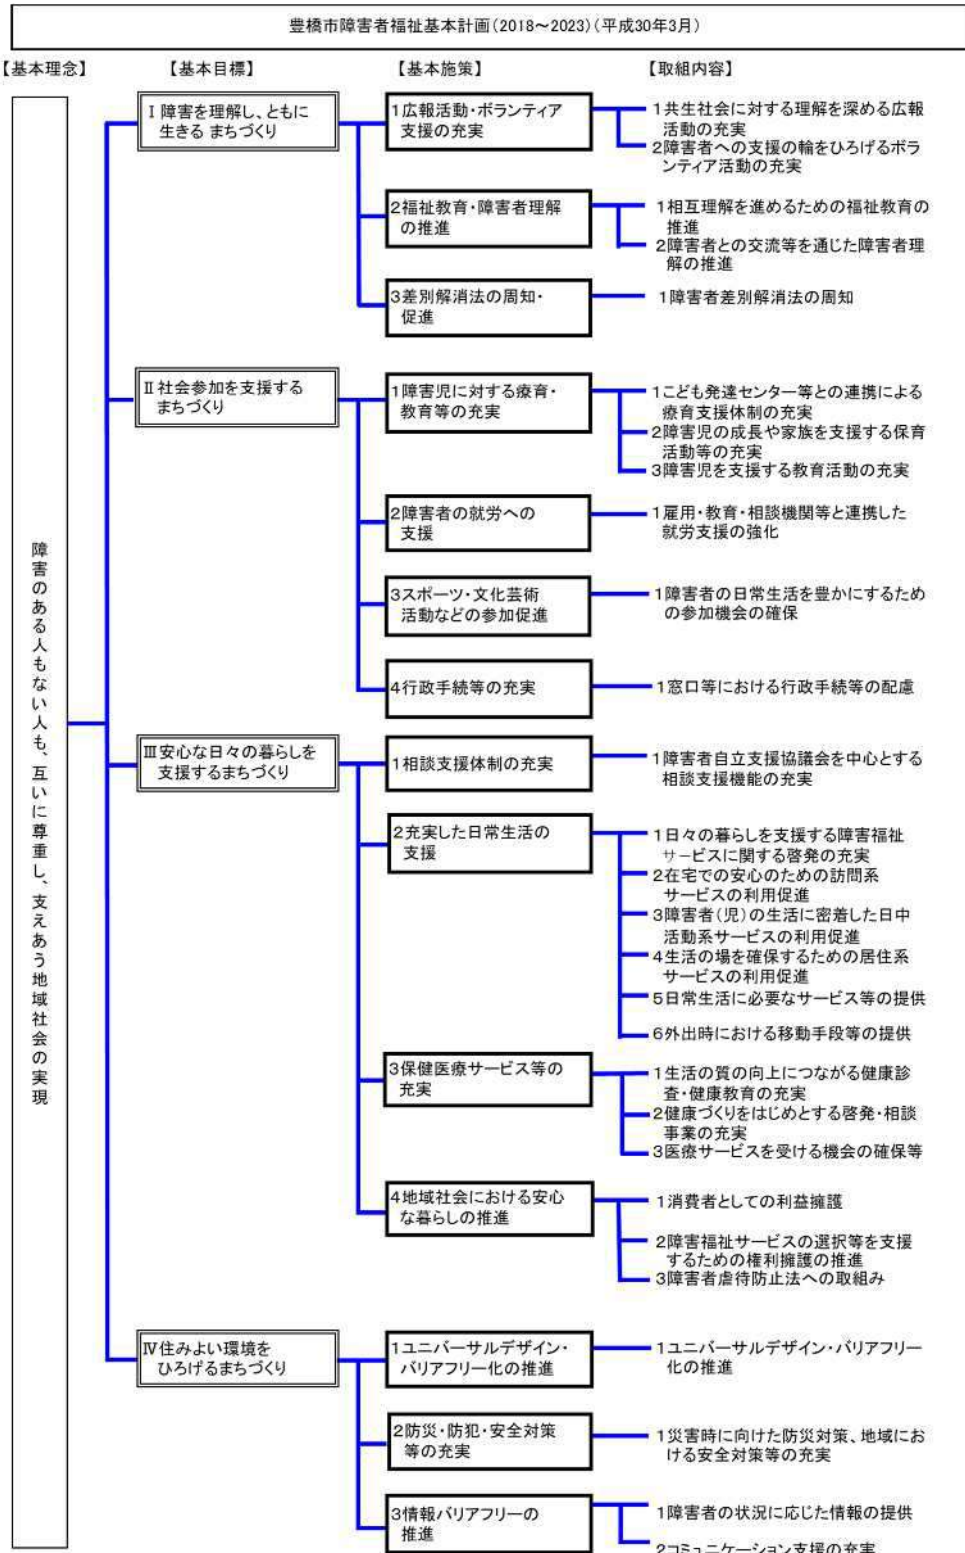 豊橋市障害者福祉基本計画(2018～2023)(平成30年3月)
【基本理念】
【基本目標】
【基本施策】
【取組内容】
障害のある人もない人も、互いに尊重し、支えあう地域社会の実現
Ⅰ 障害を理解し、ともに
生きる まちづくり
1広報活動・ボランティア
支援の充実
1共生社会に対する理解を深める広報
活動の充実
2障害者への支援の輪をひろげるボラ
ンティア活動の充実
2福祉教育・障害者理解
の推進
1相互理解を進めるための福祉教育の
推進
2障害者との交流等を通じた障害者理
解の推進
3差別解消法の周知・
促進
1障害者差別解消法の周知
Ⅱ 社会参加を支援する
まちづくり
1障害児に対する療育・
教育等の充実
1こども発達センター等との連携による
療育支援体制の充実
2障害児の成長や家族を支援する保育
活動等の充実
3障害児を支援する教育活動の充実
2障害者の就労への
支援
1雇用・教育・相談機関等と連携した
就労支援の強化
3スポーツ・文化芸術
活動などの参加促進
1障害者の日常生活を豊かにするため
の参加機会の確保
4行政手続等の充実
1窓口等における行政手続等の配慮
Ⅲ安心な日々の暮らしを
支援するまちづくり
1相談支援体制の充実
1障害者自立支援協議会を中心とする
相談支援機能の充実
2充実した日常生活の
支援
1日々の暮らしを支援する障害福祉
サービスに関する啓発の充実
2在宅での安心のための訪問系
サービスの利用促進
3障害者(児)の生活に密着した日中
活動系サービスの利用促進
4生活の場を確保するための居住系
サービスの利用促進
5日常生活に必要なサービス等の提供
6外出時における移動手段等の提供
3保健医療サービス等の
充実
1生活の質の向上につながる健康診
査・健康教育の充実
2健康づくりをはじめとする啓発・相談
事業の充実
3医療サービスを受ける機会の確保等
4地域社会における安心
な暮らしの推進
1消費者としての利益擁護
2障害福祉サービスの選択等を支援
するための権利擁護の推進
3障害者虐待防止法への取組み
Ⅳ住みよい環境を
ひろげるまちづくり
1ユニバーサルデザイン・
バリアフリー化の推進
1ユニバーサルデザイン・バリアフリー
化の推進
2防災・防犯・安全対策
等の充実
1災害時に向けた防災対策、地域にお
ける安全対策等の充実
3情報バリアフリーの
推進
1障害者の状況に応じた情報の提供
2コミュニケーション支援の充実